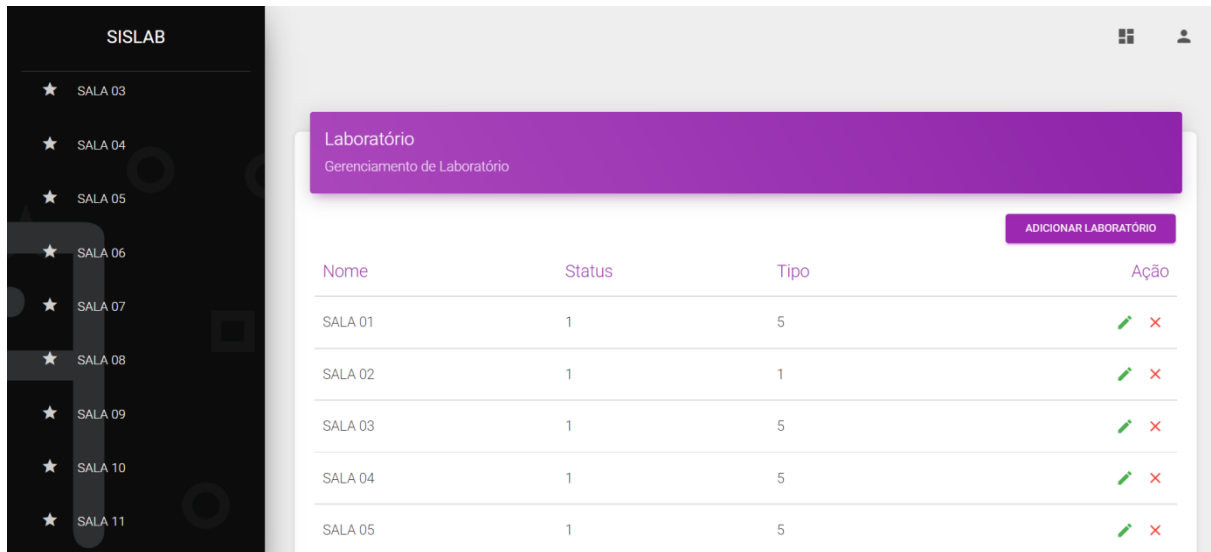 SISLAB
SALA 03
SALA 04
SALA 05
SALA 06
SALA 07
SALA 08
SALA 09
SALA 10
SALA 11
Laboratório
Gerenciamento de Laboratório
ADICIONAR LABORATÓRIO
Nome Status Tipo Ação
SALA 01 1 5
SALA 02 1 1
SALA 03 1 5
SALA 04 1 5
SALA 05 1 5